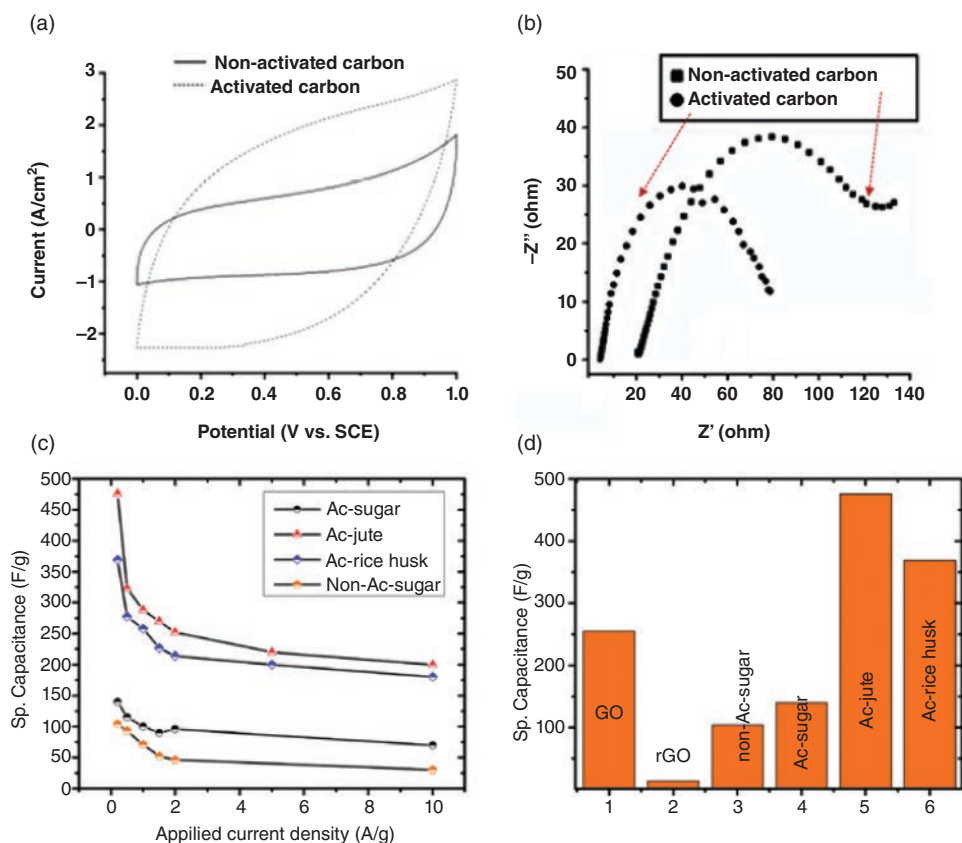 (a)
Non-activated carbon
Activated carbon
3
2
1
0
–1
–2
Current (A/cm²)
0.0 0.2 0.4 0.6 0.8 1.0
Potential (V vs. SCE)
(b)
Non-activated carbon
Activated carbon
50
40
30
20
10
0
–Z'' (ohm)
20 40 60 80 100 120 140
Z' (ohm)
(c)
Ac-sugar
Ac-jute
Ac-rice husk
Non-Ac-sugar
500
450
400
350
300
250
200
150
100
50
0
Sp. Capacitance (F/g)
0 2 4 6 8 10
Appilied current density (A/g)
(d)
500
400
300
200
100
Sp. Capacitance (F/g)
GO
rGO
non-Ac-sugar
Ac-sugar
Ac-jute
Ac-rice husk
1 2 3 4 5 6